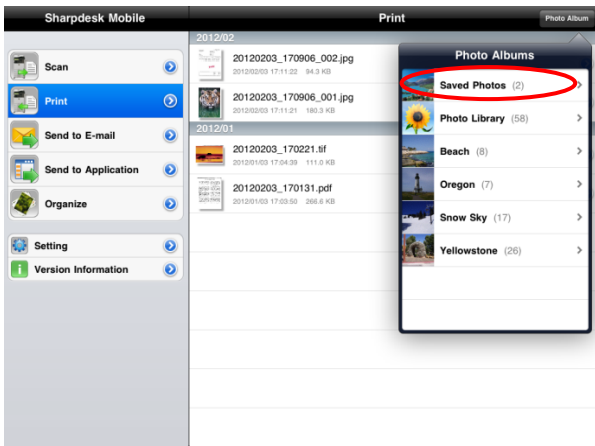 Sharpdesk Mobile
Print
Photo Album
Scan
Print
Send to E-mail
Send to Application
Organize
Setting
Version Information
2012/02
20120203_170906_002.jpg
2012/02/03 17:11:22 94.3 KB
20120203_170906_001.jpg
2012/02/03 17:11:21 180.3 KB
2012/01
20120203_170221.tif
2012/01/03 17:04:39 111.0 KB
20120203_170131.pdf
2012/01/03 17:03:50 266.6 KB
Photo Albums
Saved Photos (2)
Photo Library (58)
Beach (8)
Oregon (7)
Snow Sky (17)
Yellowstone (26)